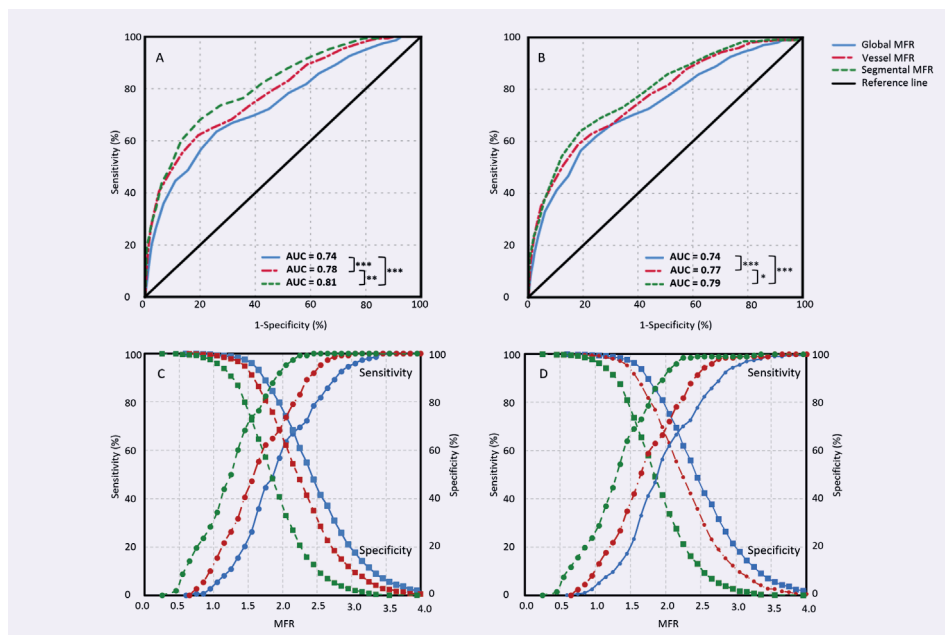 A
Sensitivity (%)
100
80
60
40
20
0
AUC = 0.74
AUC = 0.78
AUC = 0.81
***
**
***
0 20 40 60 80 100
1-Specificity (%)
B
Sensitivity (%)
100
80
60
40
20
0
AUC = 0.74
AUC = 0.77
AUC = 0.79
***
*
***
0 20 40 60 80 100
1-Specificity (%)
Global MFR
Vessel MFR
Segmental MFR
Reference line
C
Sensitivity
Specificity
Sensitivity (%)
100
80
60
40
20
0
Specificity (%)
100
80
60
40
20
0
0.0 0.5 1.0 1.5 2.0 2.5 3.0 3.5 4.0
MFR
D
Sensitivity
Specificity
Sensitivity (%)
100
80
60
40
20
0
Specificity (%)
100
80
60
40
20
0
0.0 0.5 1.0 1.5 2.0 2.5 3.0 3.5 4.0
MFR